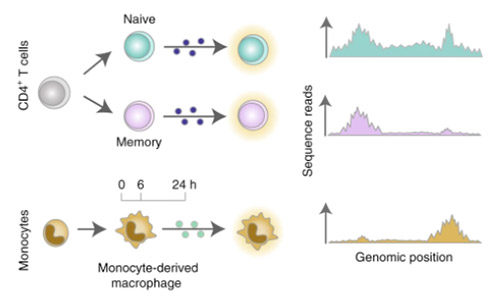 Naive
CD4+ T cells
Memory
Sequence reads
0 6 24 h
Monocytes
Monocyte-derived
macrophage
Genomic position